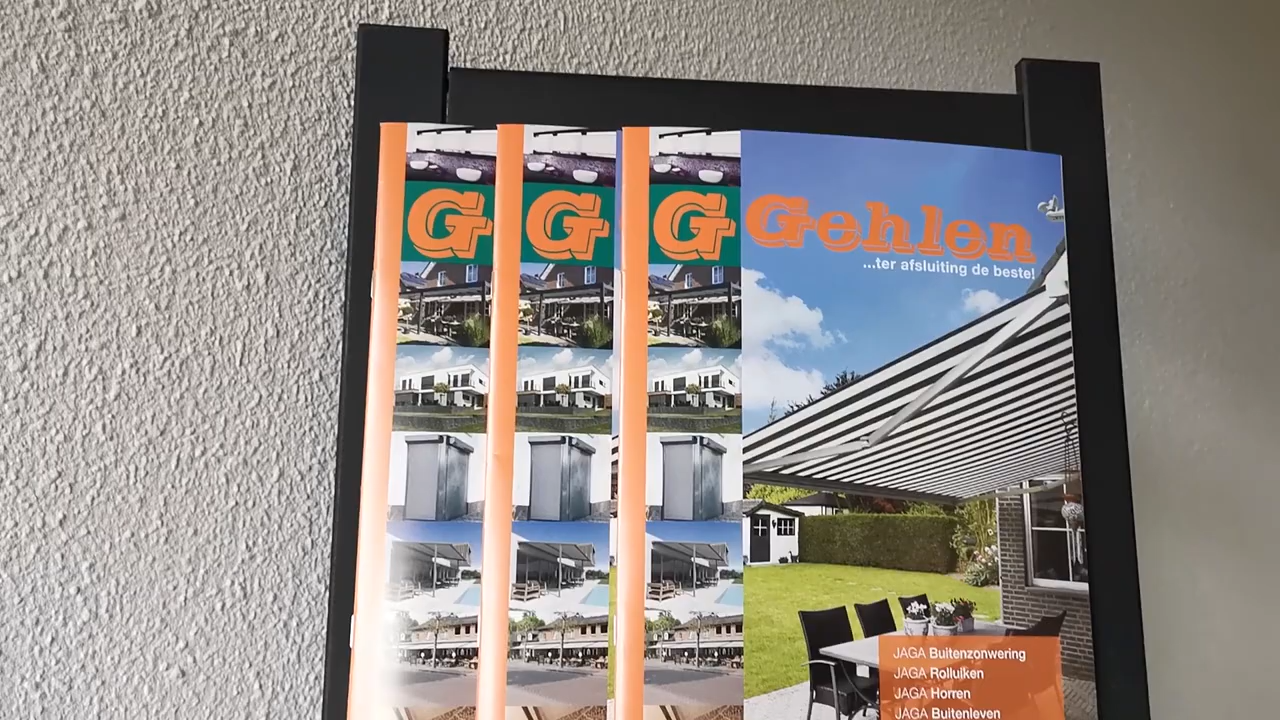 G G G Gehlen
...ter afsluiting de beste!
JAGA Buitenzonwering
JAGA Rolluiken
JAGA Horren
JAGA Buitenleven